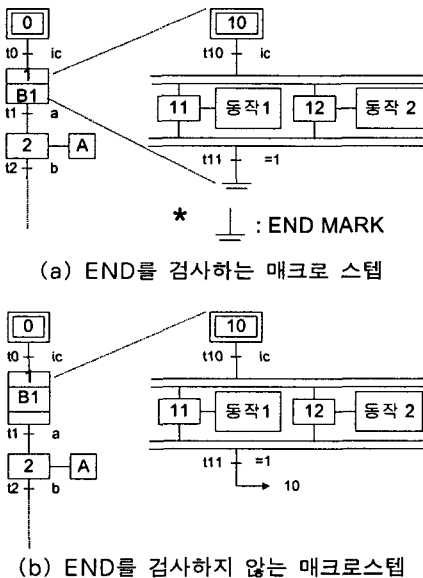 0
10
t0 ic
t10 ic
1
B1
11 동작1 12 동작 2
t1 a
2 A
t11 =1
t2 b
* : END MARK
(a) END를 검사하는 매크로 스텝
0
10
t0 ic
t10 ic
1
B1
11 동작1 12 동작 2
t1 a
2 A
t11 =1
t2 b
10
(b) END를 검사하지 않는 매크로스텝